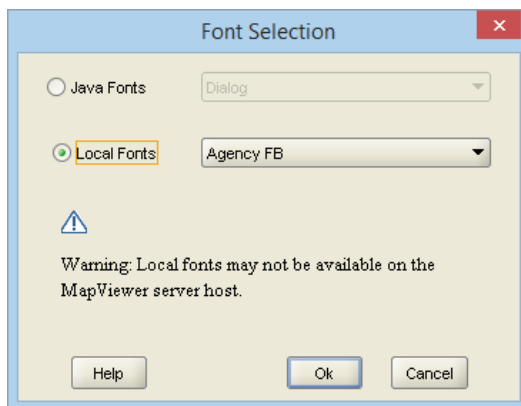 Font Selection
Java Fonts Dialog
Local Fonts Agency FB
Warning: Local fonts may not be available on the
MapViewer server host.
Help Ok Cancel